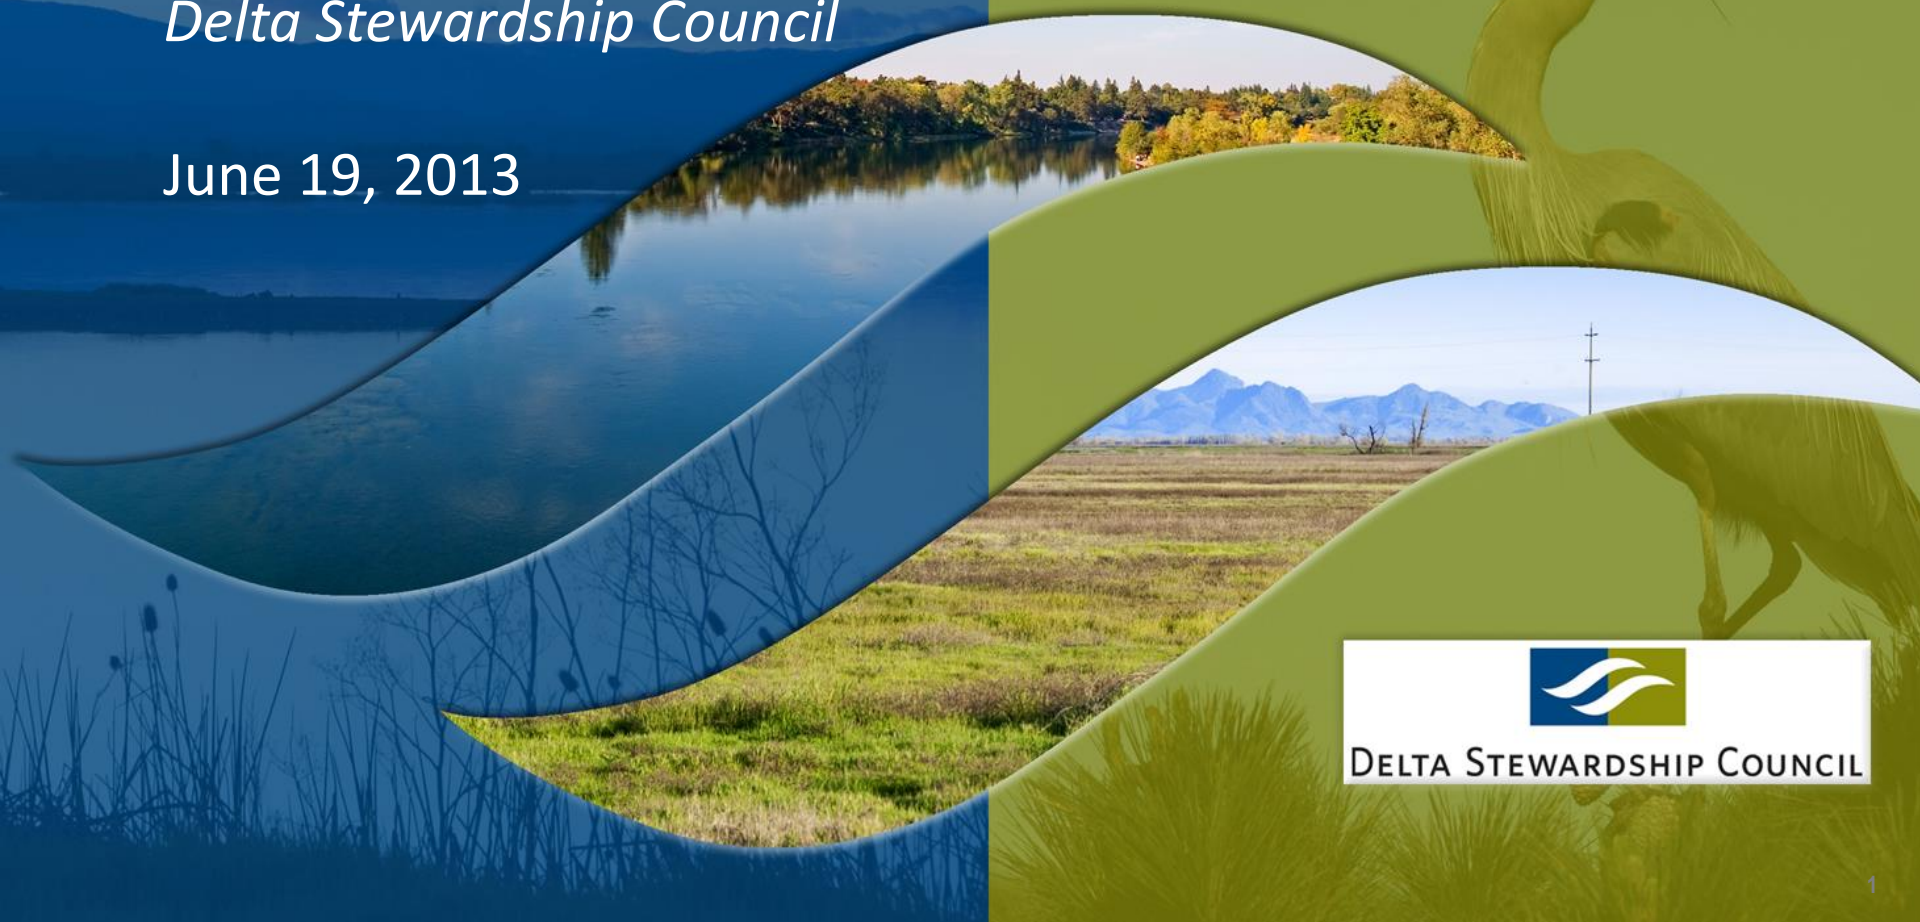 Delta Stewardship Council
June 19, 2013
DELTA STEWARDSHIP COUNCIL
1